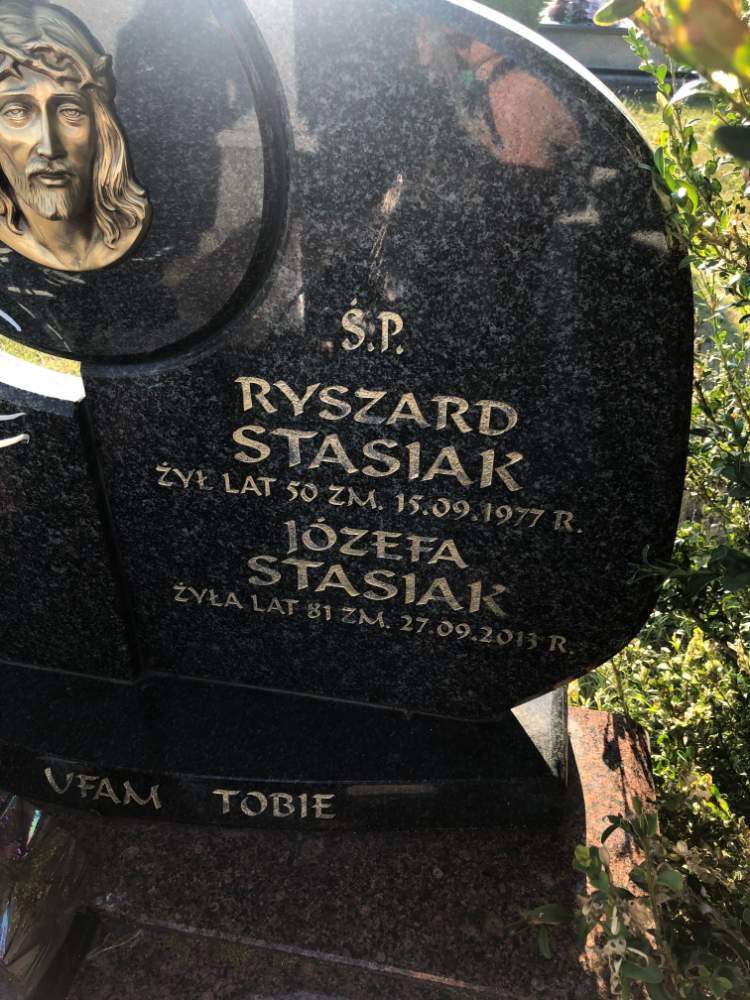 Ś.P.
RYSZARD
STASIAK
ŻYŁ LAT 50 ZM. 15.09.1977 R.
JÓZEFA
STASIAK
ŻYŁA LAT 81 ZM. 27.09.2013 R.
UFAM TOBIE